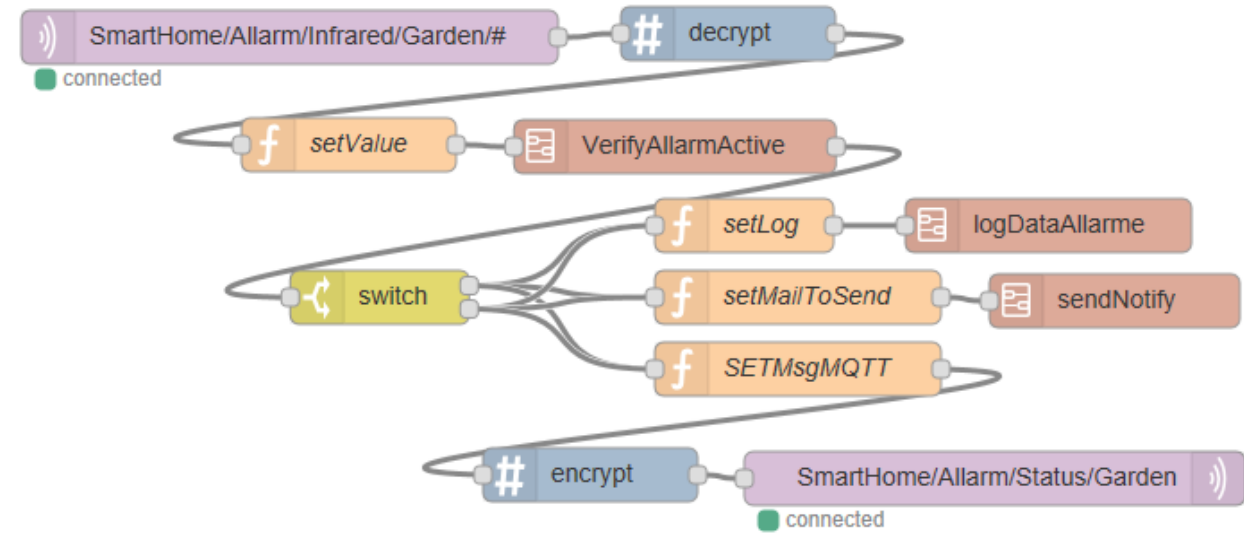 SmartHome/Allarm/Infrared/Garden/#
decrypt
connected
setValue
VerifyAllarmActive
setLog
logDataAllarme
switch
setMailToSend
sendNotify
SETMsgMQTT
encrypt
SmartHome/Allarm/Status/Garden
connected